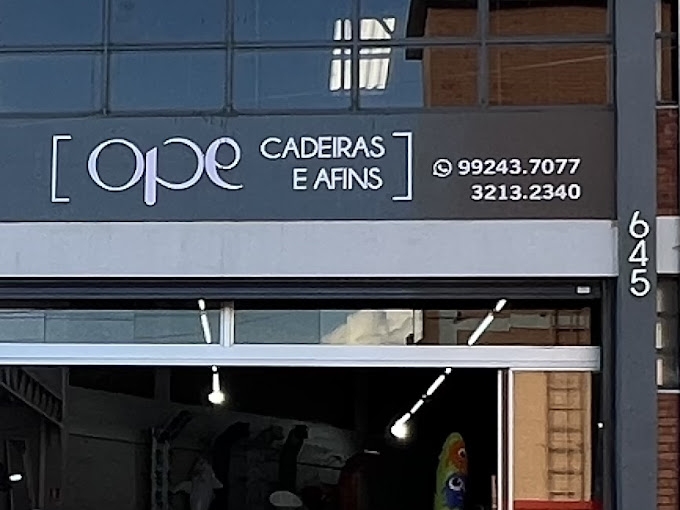 [ ope CADEIRAS
E AFINS ]
99243.7077
3213.2340
645